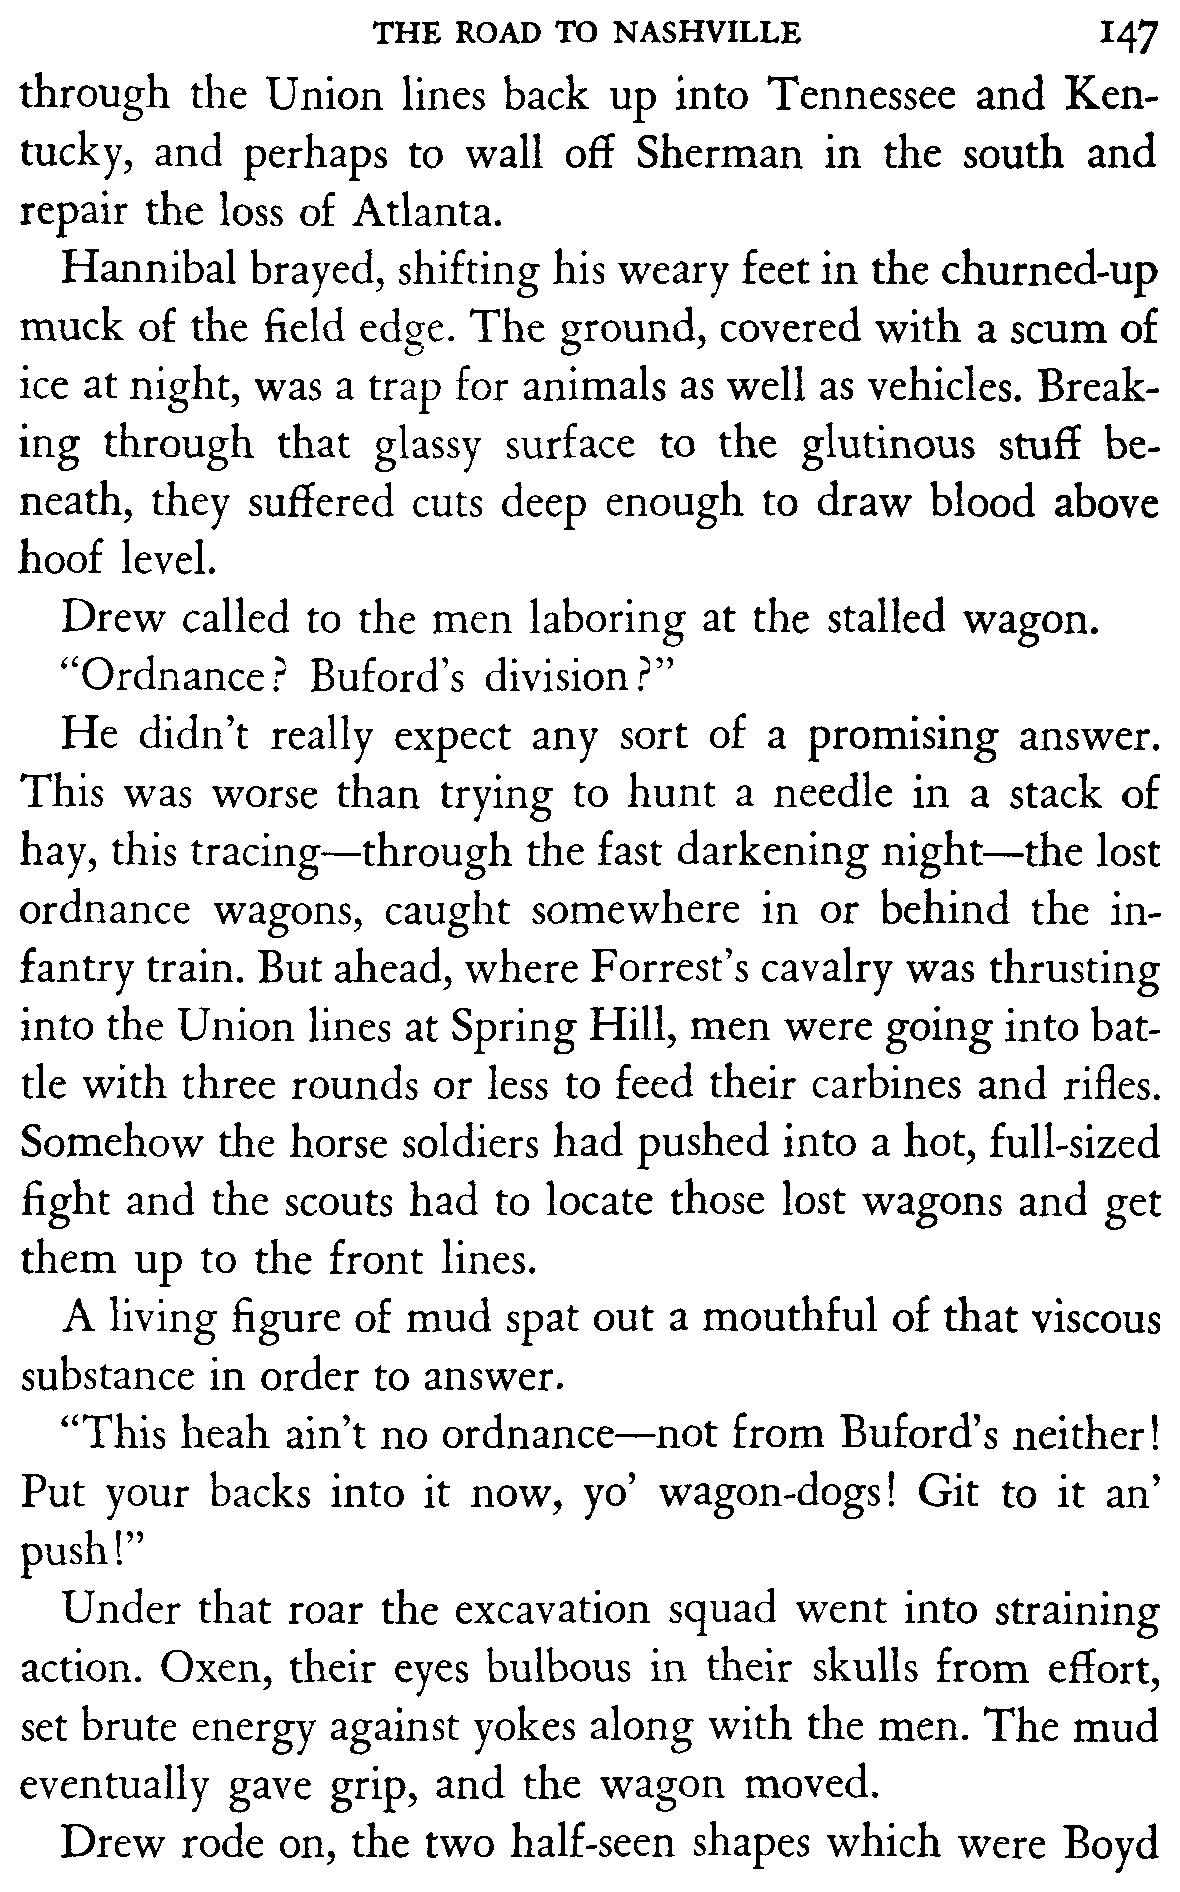 THE ROAD TO NASHVILLE 147
through the Union lines back up into Tennessee and Ken-
tucky, and perhaps to wall off Sherman in the south and
repair the loss of Atlanta.
Hannibal brayed, shifting his weary feet in the churned-up
muck of the field edge. The ground, covered with a scum of
ice at night, was a trap for animals as well as vehicles. Break-
ing through that glassy surface to the glutinous stuff be-
neath, they suffered cuts deep enough to draw blood above
hoof level.
Drew called to the men laboring at the stalled wagon.
“Ordnance? Buford’s division?”
He didn’t really expect any sort of a promising answer.
This was worse than trying to hunt a needle in a stack of
hay, this tracing—through the fast darkening night—the lost
ordnance wagons, caught somewhere in or behind the in-
fantry train. But ahead, where Forrest’s cavalry was thrusting
into the Union lines at Spring Hill, men were going into bat-
tle with three rounds or less to feed their carbines and rifles.
Somehow the horse soldiers had pushed into a hot, full-sized
fight and the scouts had to locate those lost wagons and get
them up to the front lines.
A living figure of mud spat out a mouthful of that viscous
substance in order to answer.
“This heah ain’t no ordnance—not from Buford’s neither!
Put your backs into it now, yo’ wagon-dogs! Git to it an’
push!”
Under that roar the excavation squad went into straining
action. Oxen, their eyes bulbous in their skulls from effort,
set brute energy against yokes along with the men. The mud
eventually gave grip, and the wagon moved.
Drew rode on, the two half-seen shapes which were Boyd